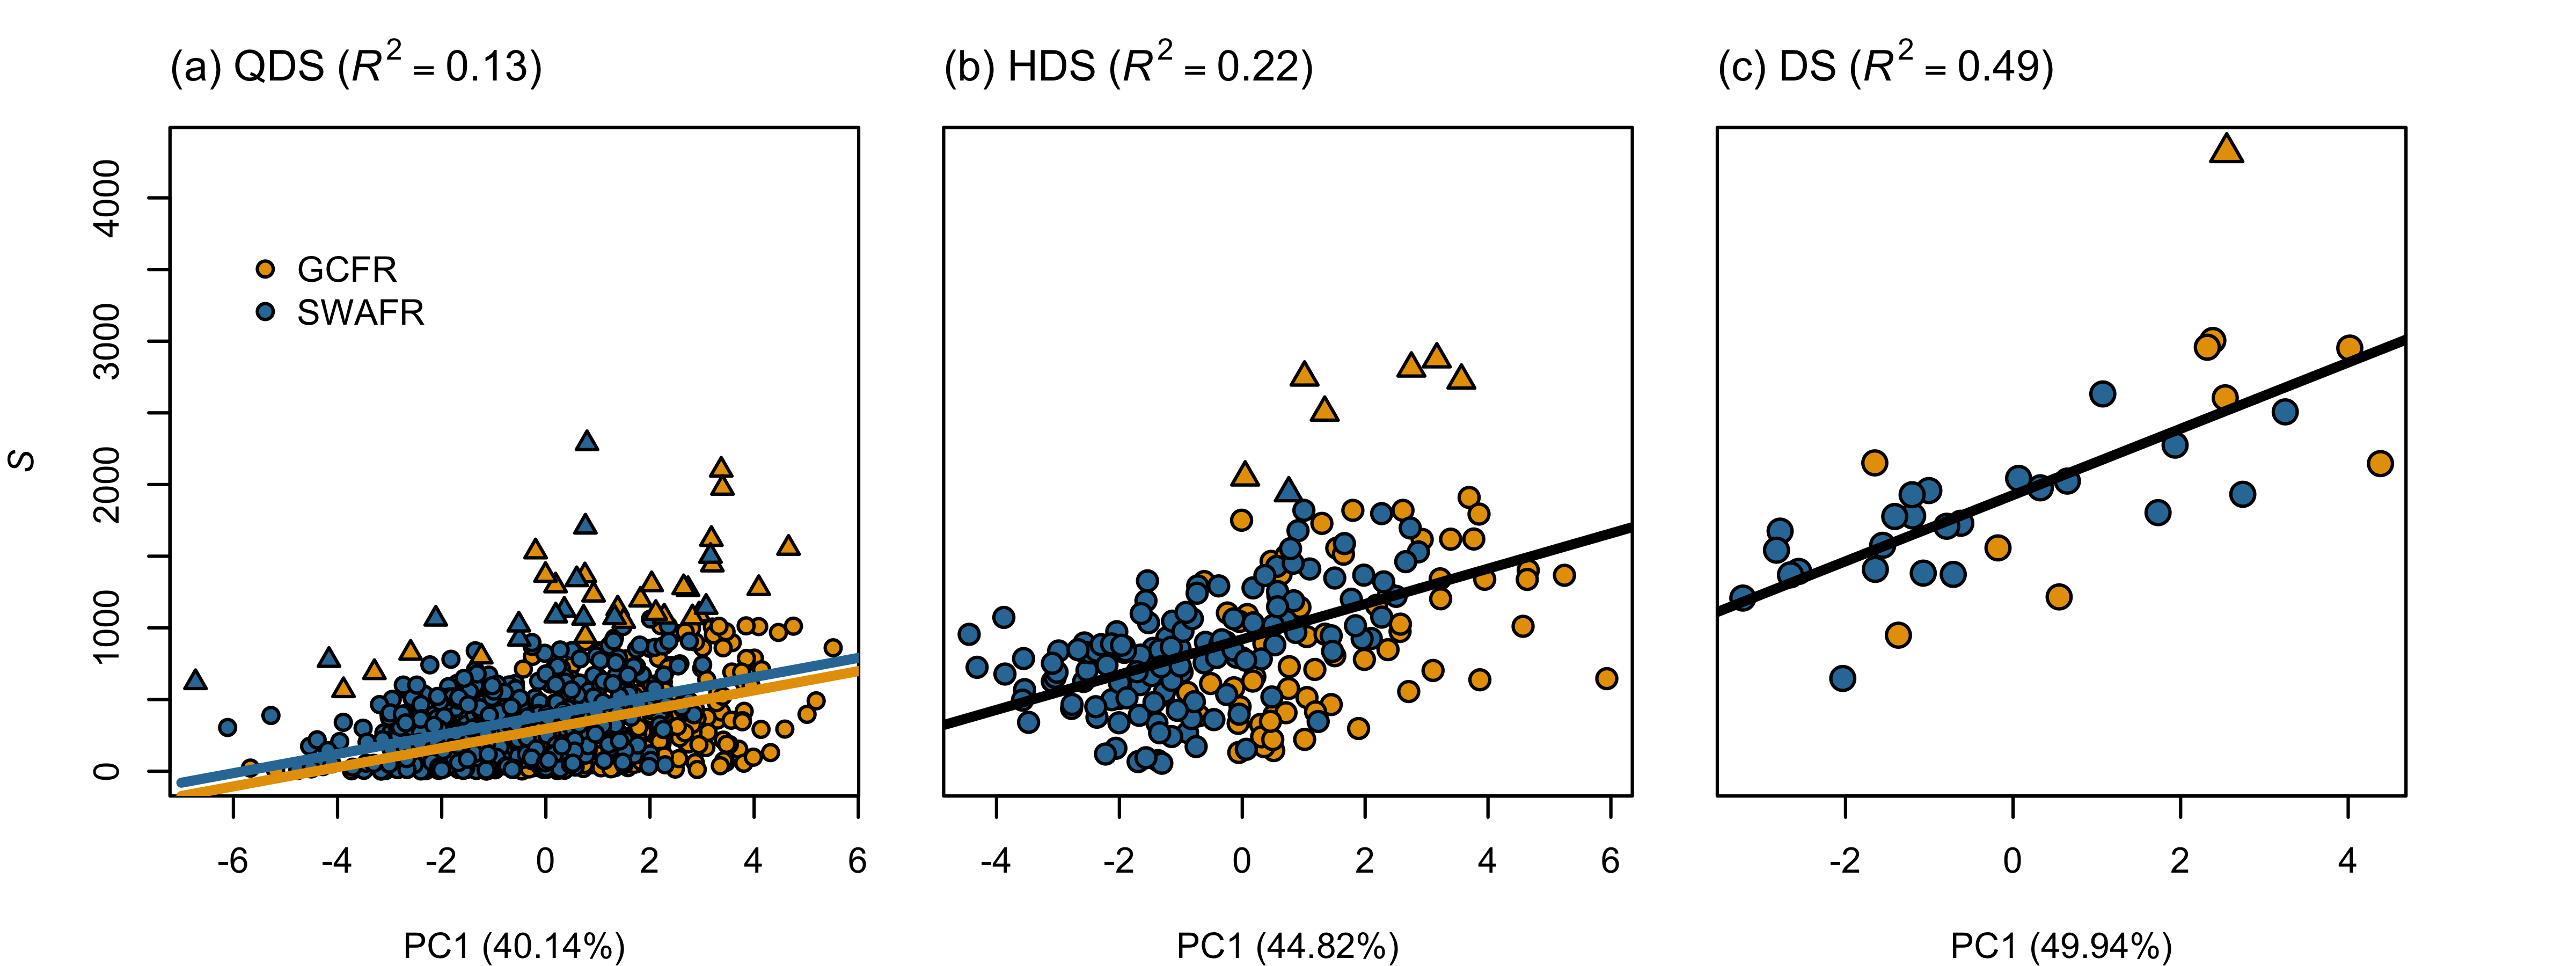 (a) QDS (R² = 0.13)
(b) HDS (R² = 0.22)
(c) DS (R² = 0.49)
S
4000
3000
2000
1000
0
GCFR
SWAFR
-6 -4 -2 0 2 4 6
-4 -2 0 2 4 6
-2 0 2 4
PC1 (40.14%)
PC1 (44.82%)
PC1 (49.94%)